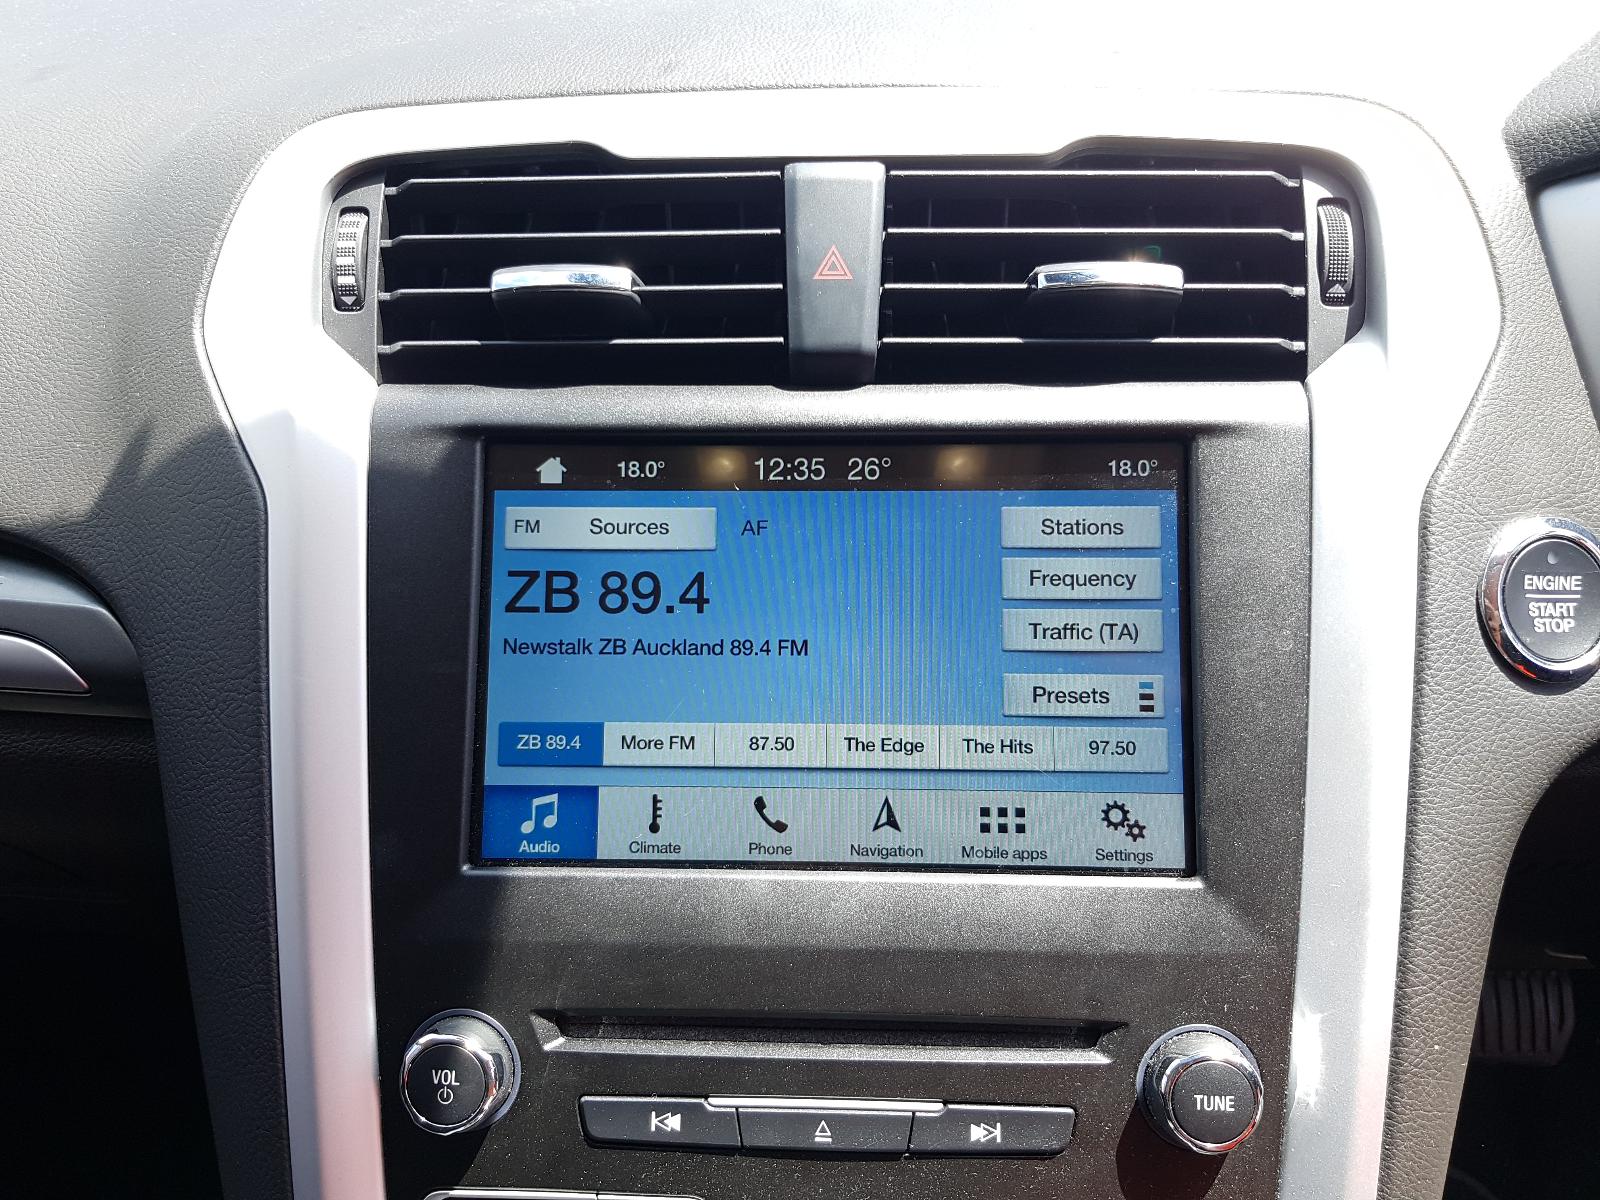 18.0° 12:35 26° 18.0°
FM Sources AF Stations
ZB 89.4
Frequency
Newstalk ZB Auckland 89.4 FM
Traffic (TA)
Presets
ZB 89.4 More FM 87.50 The Edge The Hits 97.50
Audio Climate Phone Navigation Mobile apps Settings
ENGINE
START
STOP
VOL
TUNE